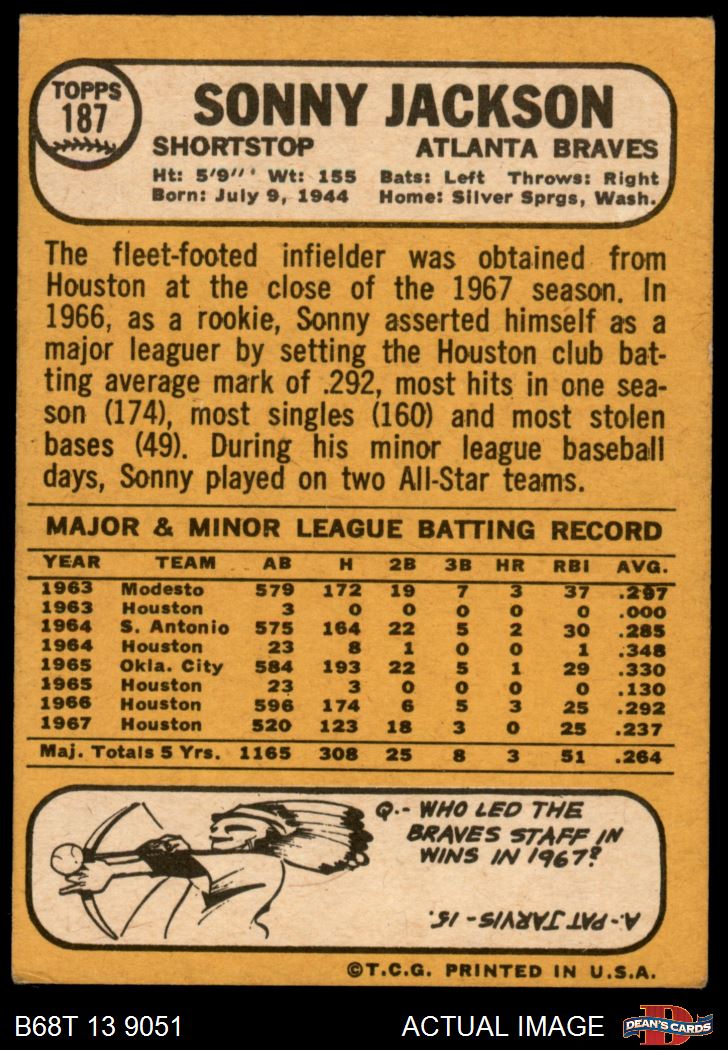 TOPPS
187
SONNY JACKSON
SHORTSTOP ATLANTA BRAVES
Ht: 5'9" Wt: 155 Bats: Left Throws: Right
Born: July 9, 1944 Home: Silver Sprgs, Wash.
The fleet-footed infielder was obtained from
Houston at the close of the 1967 season. In
1966, as a rookie, Sonny asserted himself as a
major leaguer by setting the Houston club bat-
ting average mark of .292, most hits in one sea-
son (174), most singles (160) and most stolen
bases (49). During his minor league baseball
days, Sonny played on two All-Star teams.
MAJOR & MINOR LEAGUE BATTING RECORD
YEAR TEAM AB H 2B 3B HR RBI AVG.
1963 Modesto 579 172 19 7 3 37 .297
1963 Houston 3 0 0 0 0 0 .000
1964 S. Antonio 575 164 22 5 2 30 .285
1964 Houston 23 8 1 0 0 1 .348
1965 Okla. City 584 193 22 5 1 29 .330
1965 Houston 23 3 0 0 0 0 .130
1966 Houston 596 174 6 5 3 25 .292
1967 Houston 520 123 18 3 0 25 .237
Maj. Totals 5 Yrs. 1165 308 25 8 3 51 .264
Q.- WHO LED THE
BRAVES STAFF IN
WINS IN 1967?
A.- PAT JARVIS - 15.
©T.C.G. PRINTED IN U.S.A.
B68T 13 9051 ACTUAL IMAGE
D
DEAN'S CARDS